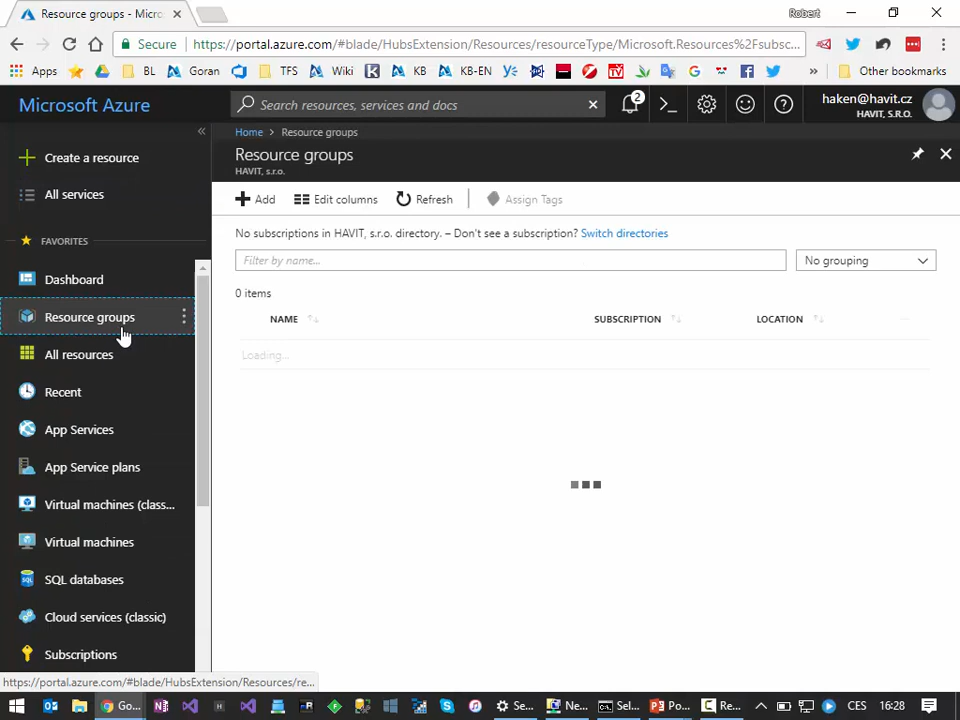 Resource groups - Micro
Robert
Secure
https://portal.azure.com/#blade/HubsExtension/Resources/resourceType/Microsoft.Resources%2Fsubsc...
Apps
BL
Goran
TFS
Wiki
KB
KB-EN
»
Other bookmarks
Microsoft Azure
Search resources, services and docs
2
haken@havit.cz
HAVIT, S.R.O.
«
Home > Resource groups
Create a resource
Resource groups
HAVIT, s.r.o.
All services
Add
Edit columns
Refresh
Assign Tags
FAVORITES
No subscriptions in HAVIT, s.r.o. directory. – Don't see a subscription? Switch directories
Filter by name...
No grouping
Dashboard
0 items
Resource groups
NAME
SUBSCRIPTION
LOCATION
All resources
Loading...
Recent
App Services
App Service plans
Virtual machines (class...
Virtual machines
SQL databases
Cloud services (classic)
Subscriptions
https://portal.azure.com/#blade/HubsExtension/Resources/re...
Go...
Se...
Ne...
Sel...
Po...
Re...
CES
16:28